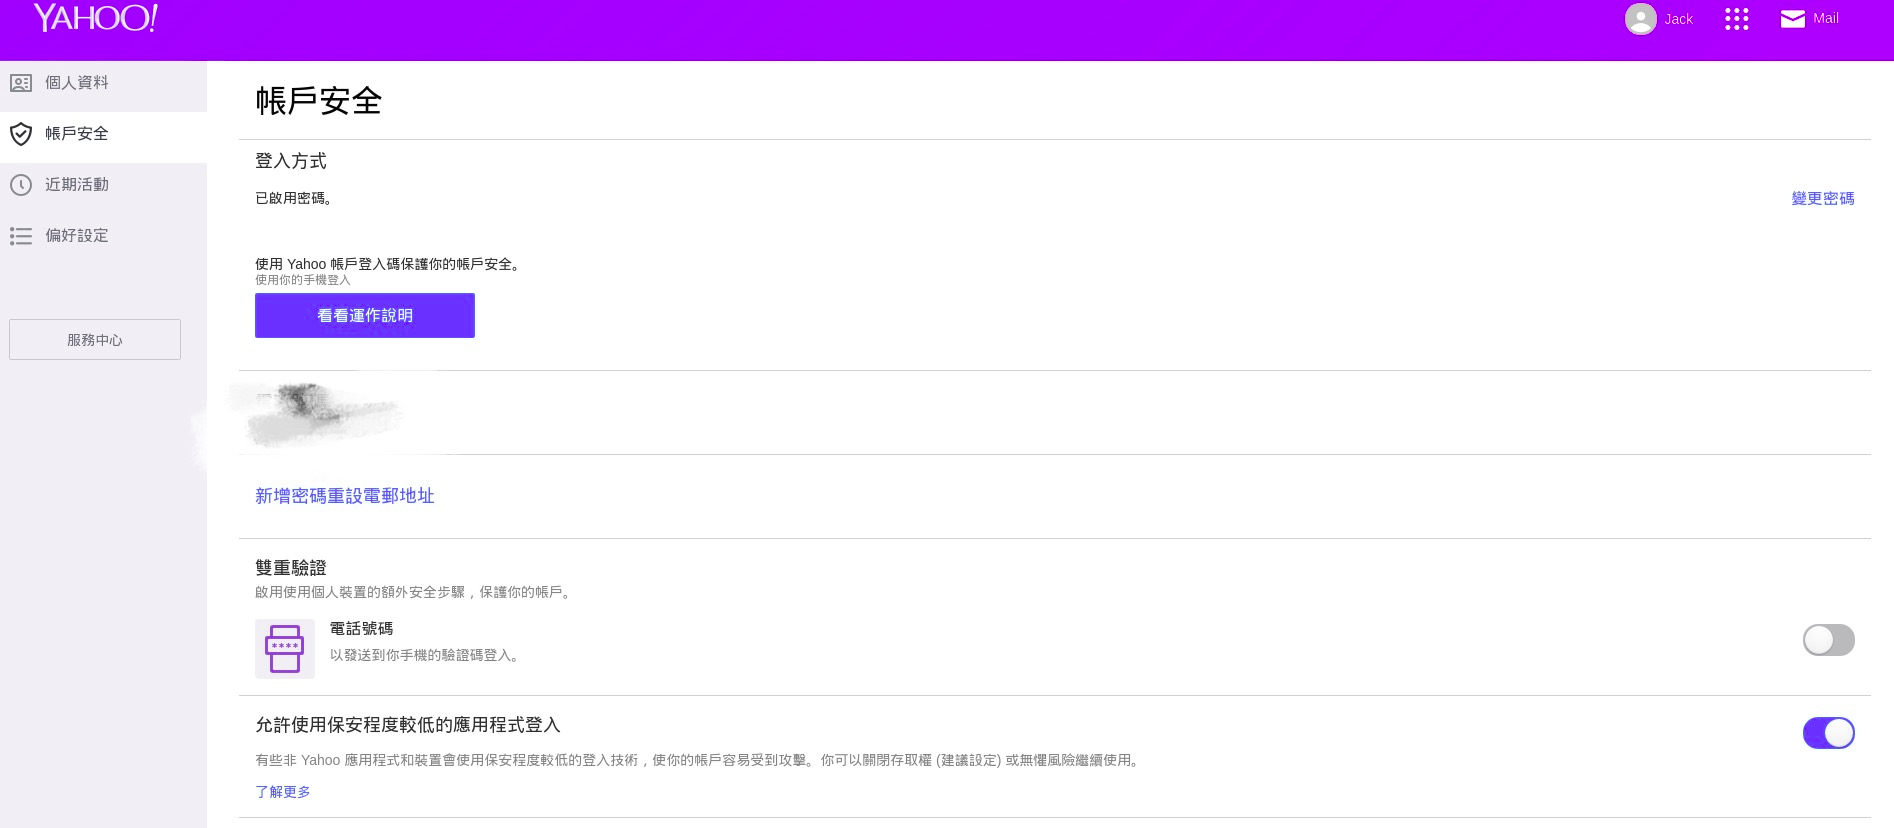 YAHOO!
Jack
Mail
個人資料
帳戶安全
近期活動
偏好設定
服務中心
帳戶安全
登入方式
已啟用密碼。
變更密碼
使用 Yahoo 帳戶登入碼保護你的帳戶安全。
使用你的手機登入
看看運作說明
新增密碼重設電郵地址
雙重驗證
啟用使用個人裝置的額外安全步驟，保護你的帳戶。
****
電話號碼
以發送到你手機的驗證碼登入。
允許使用保安程度較低的應用程式登入
有些非 Yahoo 應用程式和裝置會使用保安程度較低的登入技術，使你的帳戶容易受到攻擊。你可以關閉存取權 (建議設定) 或無懼風險繼續使用。
了解更多